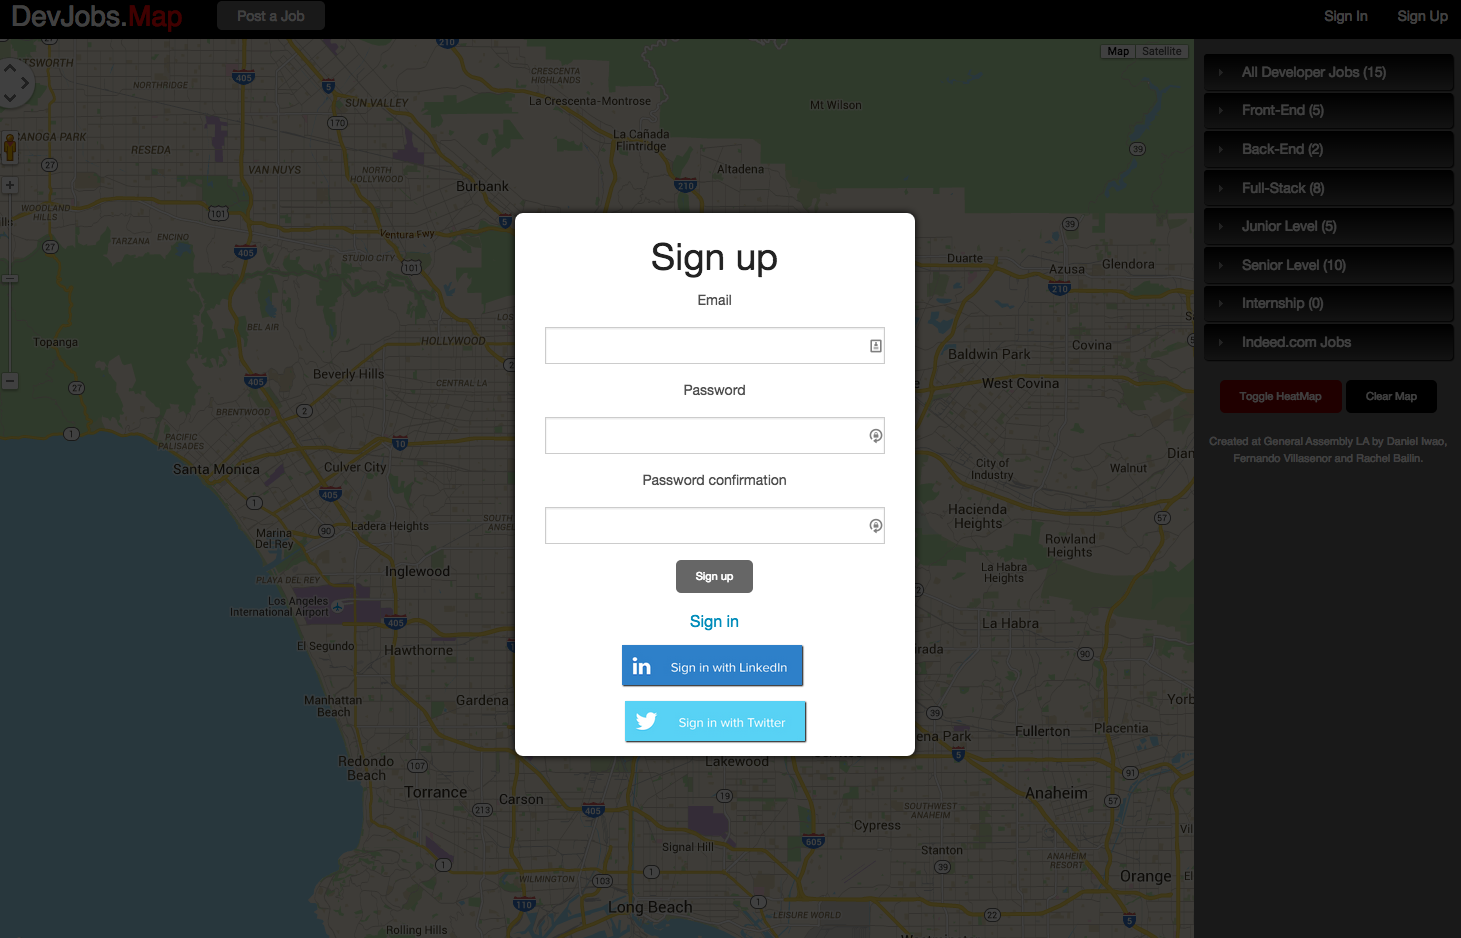 DevJobs.Map
Post a Job
Sign In
Sign Up
Map
Satellite
NORTHRIDGE
SUN VALLEY
CRESCENTA
HIGHLANDS
La Crescenta-Montrose
Mt Wilson
RESEDA
VAN NUYS
NORTH
HOLLYWOOD
Burbank
La Cañada
Flintridge
Altadena
WOODLAND
HILLS
TARZANA
ENCINO
Ventura Fwy
STUDIO CITY
Duarte
Azusa
Glendora
BEL AIR
HOLLYWOOD
Topanga
Beverly Hills
CENTRAL LA
Baldwin Park
Covina
West Covina
BRENTWOOD
PACIFIC
PALISADES
Santa Monica
Culver City
City of
Industry
Walnut
Ladera Heights
Marina
Del Rey
Hacienda
Heights
Rowland
Heights
PLAYA DEL REY
Inglewood
La Habra
Heights
Los Angeles
International Airport
La Habra
El Segundo
Hawthorne
Manhattan
Beach
Gardena
Fullerton
Placentia
Redondo
Beach
Lakewood
Torrance
Carson
Anaheim
SOUTHWEST
ANAHEIM
Cypress
Signal Hill
Stanton
ANAHEIM
RESORT
WILMINGTON
Orange
Long Beach
LEISURE WORLD
Rolling Hills
Sign up
Email
Password
Password confirmation
Sign up
Sign in
in Sign in with LinkedIn
Sign in with Twitter
All Developer Jobs (15)
Front-End (5)
Back-End (2)
Full-Stack (8)
Junior Level (5)
Senior Level (10)
Internship (0)
Indeed.com Jobs
Toggle HeatMap
Clear Map
Created at General Assembly LA by Daniel Iwao,
Fernando Villasenor and Rachel Ballin.